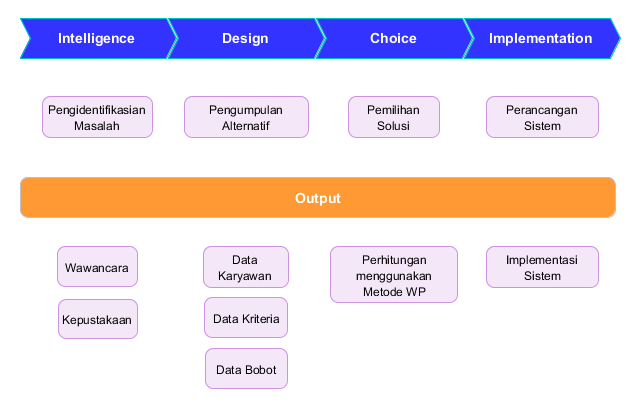 Intelligence
Design
Choice
Implementation
Pengidentifikasian
Masalah
Pengumpulan
Alternatif
Pemilihan
Solusi
Perancangan
Sistem
Output
Wawancara
Kepustakaan
Data
Karyawan
Data Kriteria
Data Bobot
Perhitungan
menggunakan
Metode WP
Implementasi
Sistem